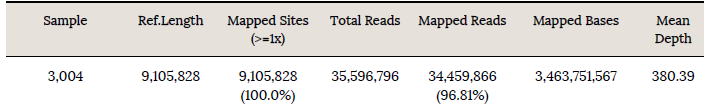 Sample Ref.Length Mapped Sites Total Reads Mapped Reads Mapped Bases Mean
(>=1x) Depth
3,004 9,105,828 9,105,828 35,596,796 34,459,866 3,463,751,567 380.39
(100.0%) (96.81%)